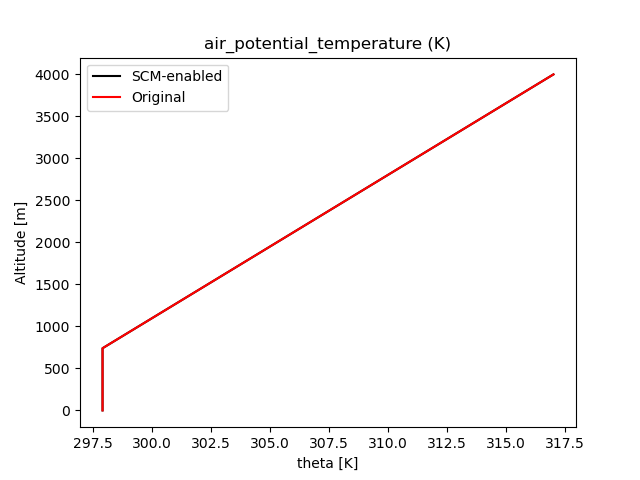 air_potential_temperature (K)
SCM-enabled
Original
Altitude [m]
4000
3500
3000
2500
2000
1500
1000
500
0
297.5 300.0 302.5 305.0 307.5 310.0 312.5 315.0 317.5
theta [K]